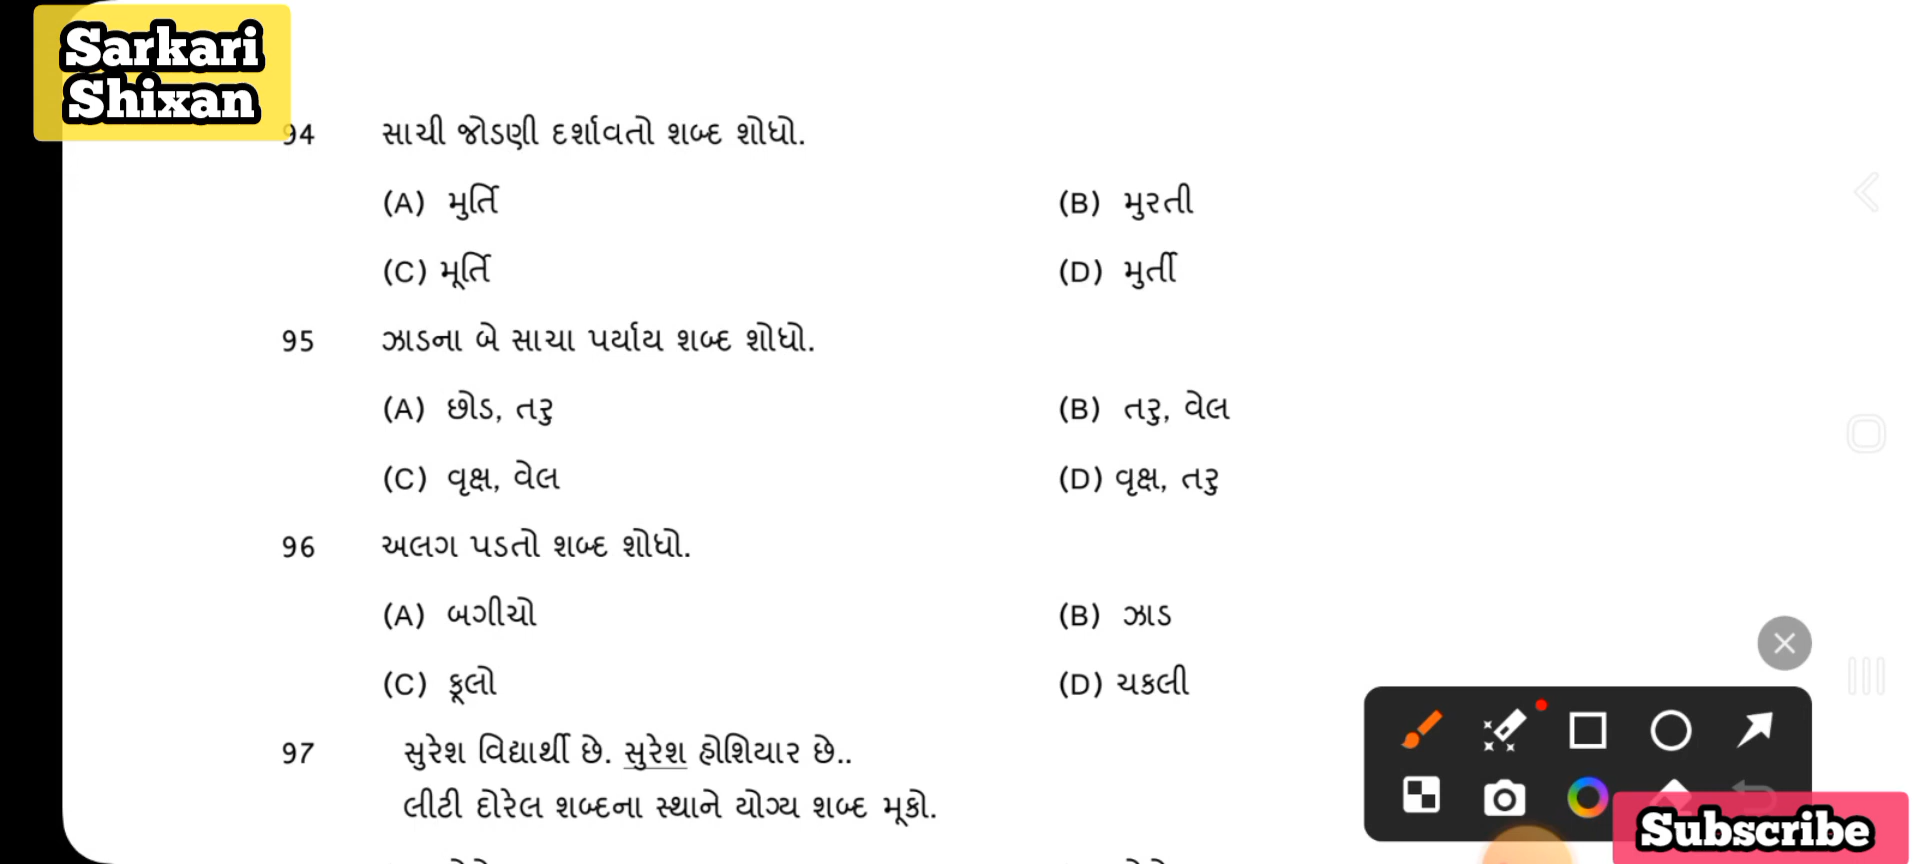 Sarkari
Shixan
94 સાચી જોડણી દર્શાવતો શબ્દ શોધો.
(A) મુર્તિ (B) મુરતી
(C) મૂર્તિ (D) મુર્તી
95 ઝાડના બે સાચા પર્યાય શબ્દ શોધો.
(A) છોડ, તરુ (B) તરુ, વેલ
(C) વૃક્ષ, વેલ (D) વૃક્ષ, તરુ
96 અલગ પડતો શબ્દ શોધો.
(A) બગીચો (B) ઝાડ
(C) ફૂલો (D) ચકલી
97 સુરેશ વિદ્યાર્થી છે. સુરેશ હોશિયાર છે..
લીટી દોરેલ શબ્દના સ્થાને યોગ્ય શબ્દ મૂકો.
Subscribe